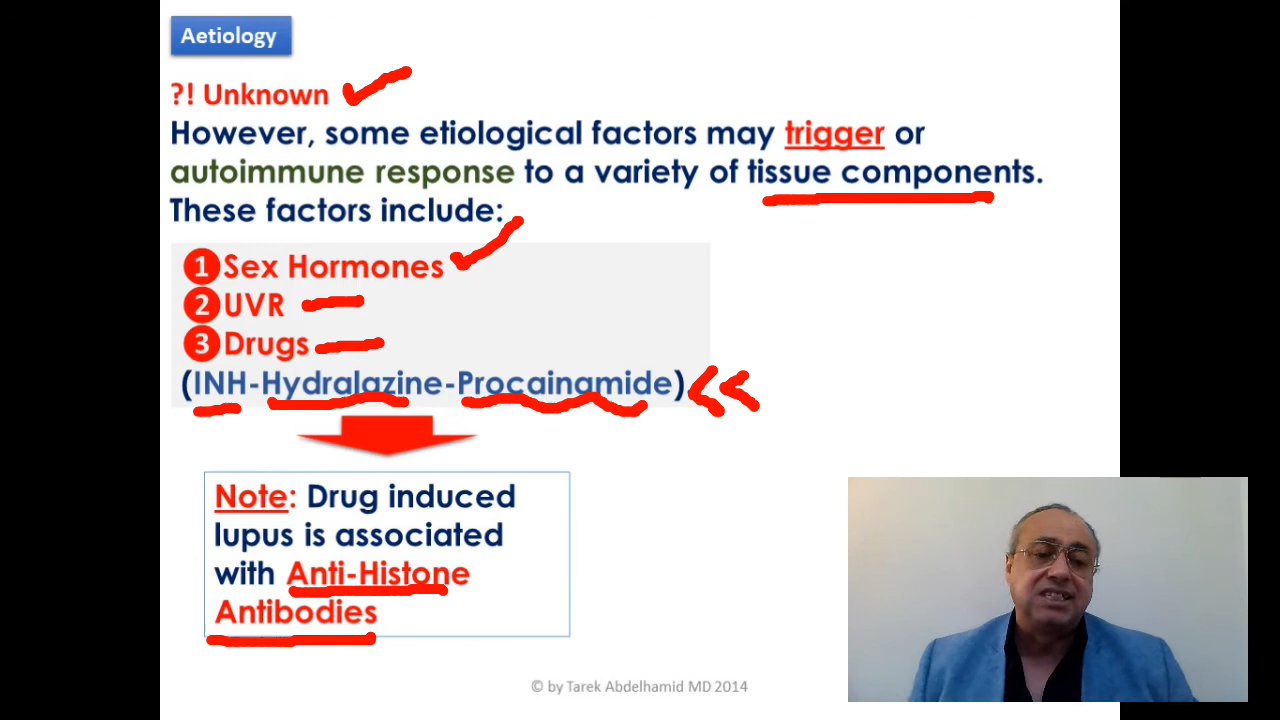 Aetiology
?! Unknown
However, some etiological factors may trigger or
autoimmune response to a variety of tissue components.
These factors include:
1 Sex Hormones
2 UVR
3 Drugs
(INH-Hydralazine-Procainamide)
Note: Drug induced
lupus is associated
with Anti-Histone
Antibodies
© by Tarek Abdelhamid MD 2014